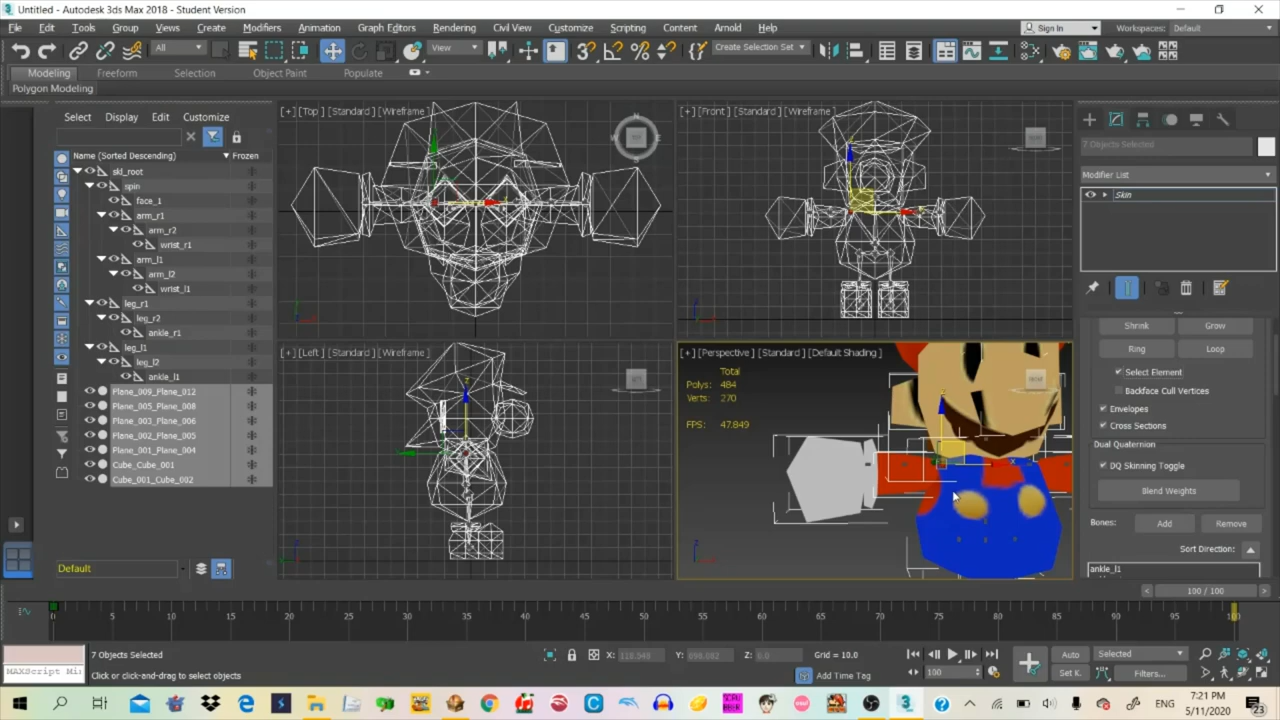 Untitled - Autodesk 3ds Max 2018 - Student Version
File Edit Tools Group Views Create Modifiers Animation Graph Editors Rendering Civil View Customize Scripting Content Arnold Help
Sign In Workspaces: Default
All View Create Selection Set
Modeling Freeform Selection Object Paint Populate
Polygon Modeling
Select Display Edit Customize
Name (Sorted Descending) Frozen
skl_root
spin
face_1
arm_r1
arm_r2
wrist_r1
arm_l1
arm_l2
wrist_l1
leg_r1
leg_r2
ankle_r1
leg_l1
leg_l2
ankle_l1
Plane_009_Plane_012
Plane_005_Plane_008
Plane_003_Plane_006
Plane_002_Plane_005
Plane_001_Plane_004
Cube_Cube_001
Cube_001_Cube_002
Default
[+] [Top] [Standard] [Wireframe]
[+] [Front] [Standard] [Wireframe]
[+] [Left] [Standard] [Wireframe]
[+] [Perspective] [Standard] [Default Shading]
Total
Polys: 484
Verts: 270
FPS: 47.849
7 Objects Selected
Modifier List
Skin
Shrink Grow
Ring Loop
Select Element
Backface Cull Vertices
Envelopes
Cross Sections
Dual Quaternion
DQ Skinning Toggle
Blend Weights
Bones: Add Remove
Sort Direction:
ankle_l1
100 / 100
0 5 10 15 20 25 30 35 40 45 50 55 60 65 70 75 80 85 90 95 100
MAXScript Mi
7 Objects Selected
Click or click-and-drag to select objects
X: 128.548 Y: Z: 0.0 Grid = 10.0
Add Time Tag
100
Auto Selected
Set K. Filters...
7:21 PM
5/11/2020
23